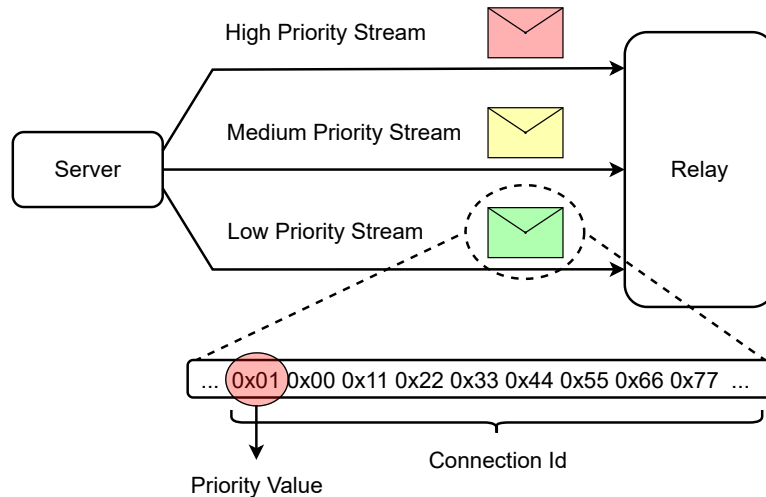 High Priority Stream
Medium Priority Stream
Server
Relay
Low Priority Stream
... 0x01 0x00 0x11 0x22 0x33 0x44 0x55 0x66 0x77 ...
Connection Id
Priority Value